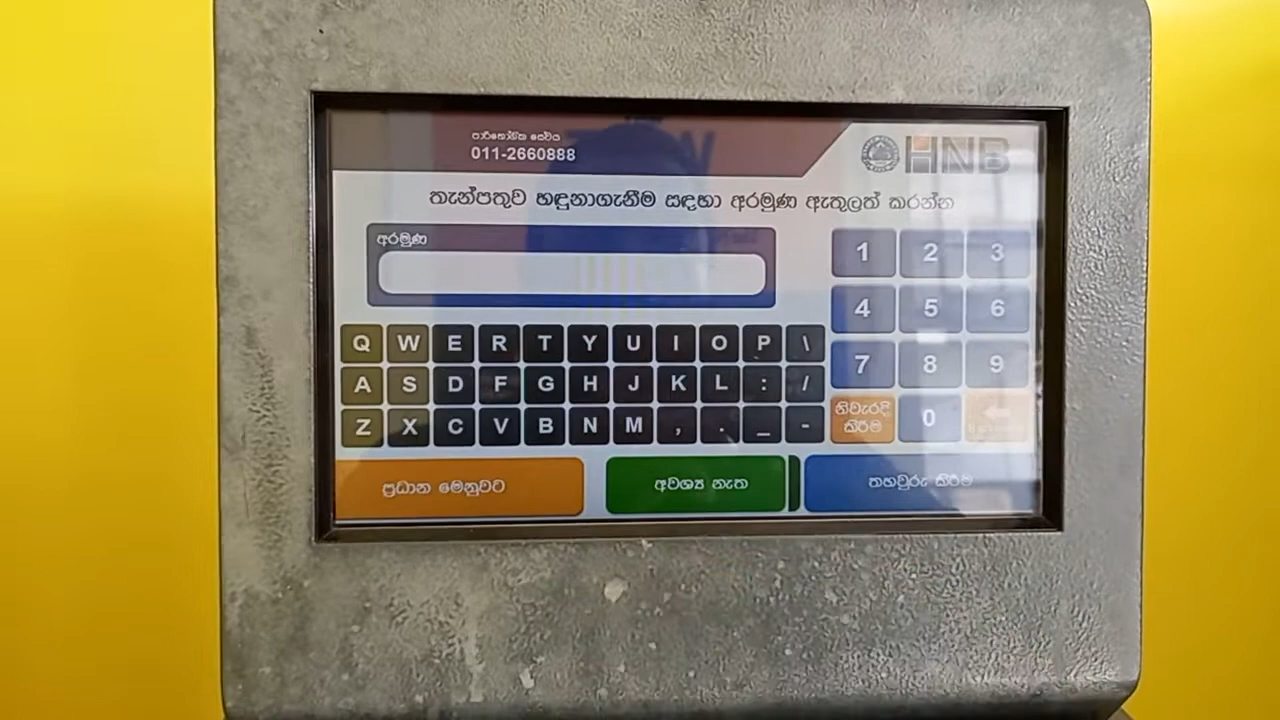 පාරිභෝගික සේවය
011-2660888
HNB
තැන්පතුව හඳුනාගැනීම සඳහා අරමුණ ඇතුලත් කරන්න
අරමුණ
1 2 3
4 5 6
7 8 9
නිවැරදි කිරීම 0
Q W E R T Y U I O P \
A S D F G H J K L : /
Z X C V B N M , . _ -
ප්‍රධාන මෙනුවට
අවශ්‍ය නැත
තහවුරු කිරීම